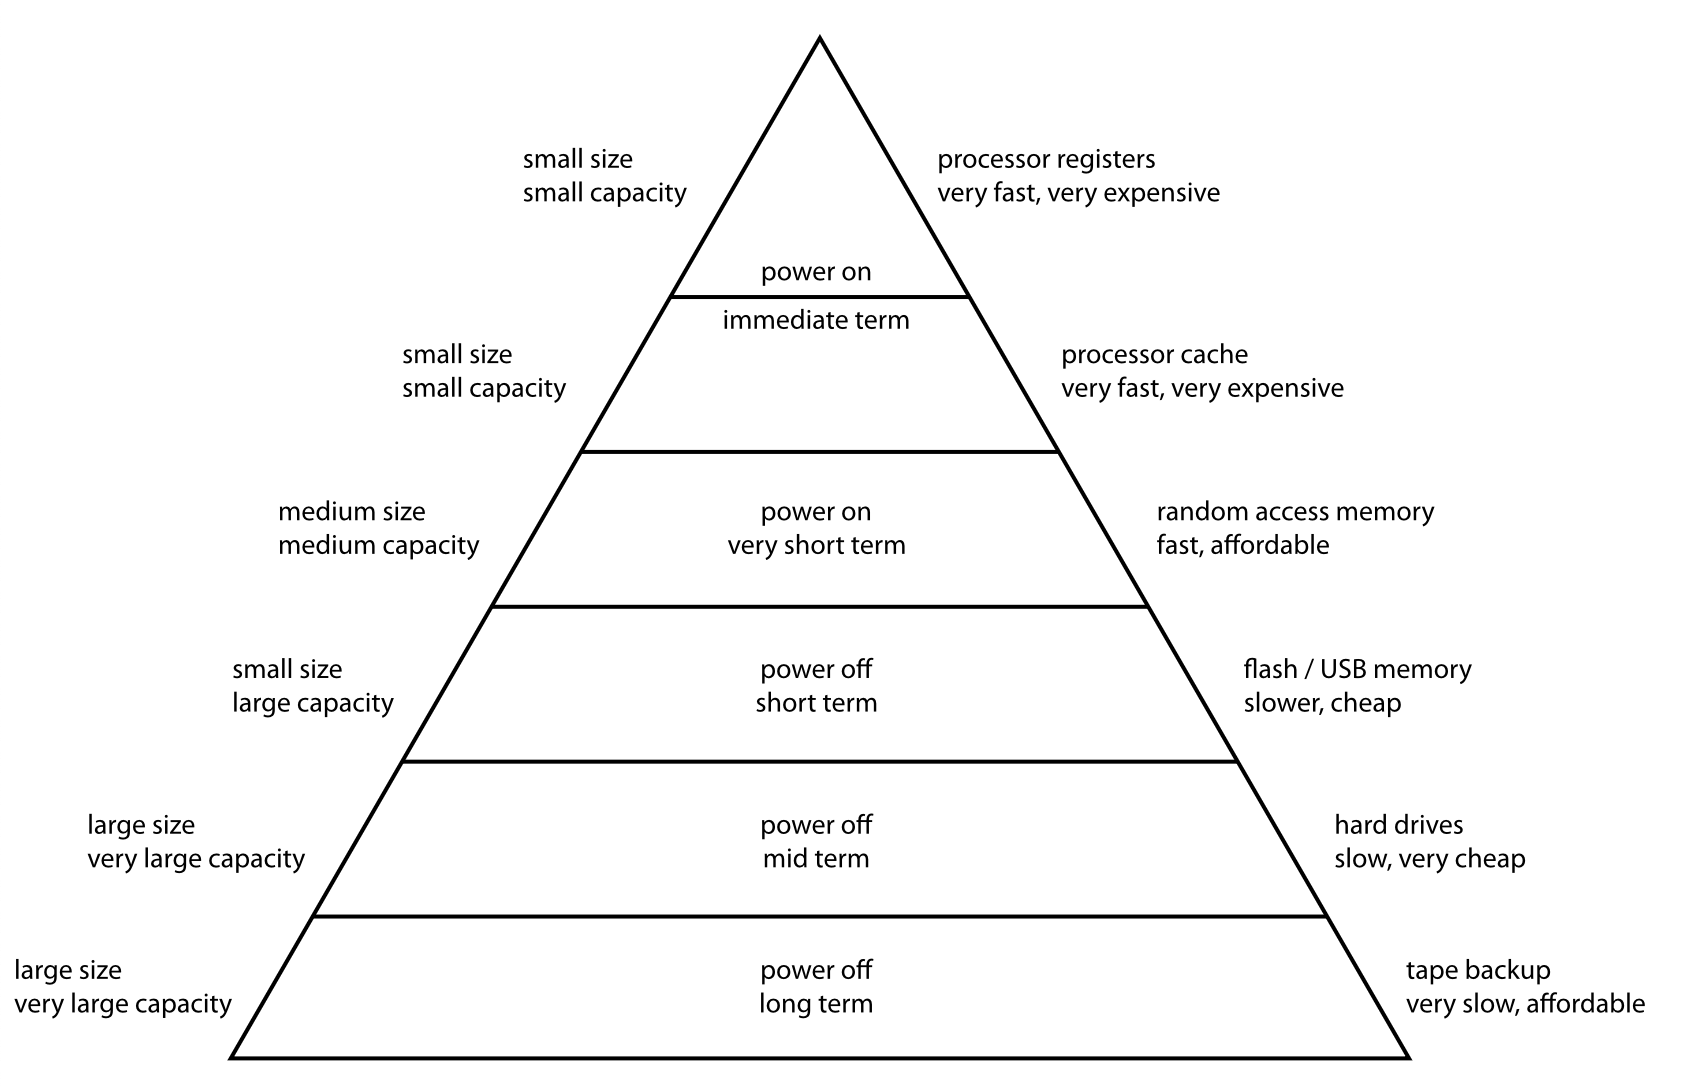 small size
small capacity
processor registers
very fast, very expensive
power on
immediate term
small size
small capacity
processor cache
very fast, very expensive
medium size
medium capacity
power on
very short term
random access memory
fast, affordable
small size
large capacity
power off
short term
flash / USB memory
slower, cheap
large size
very large capacity
power off
mid term
hard drives
slow, very cheap
large size
very large capacity
power off
long term
tape backup
very slow, affordable